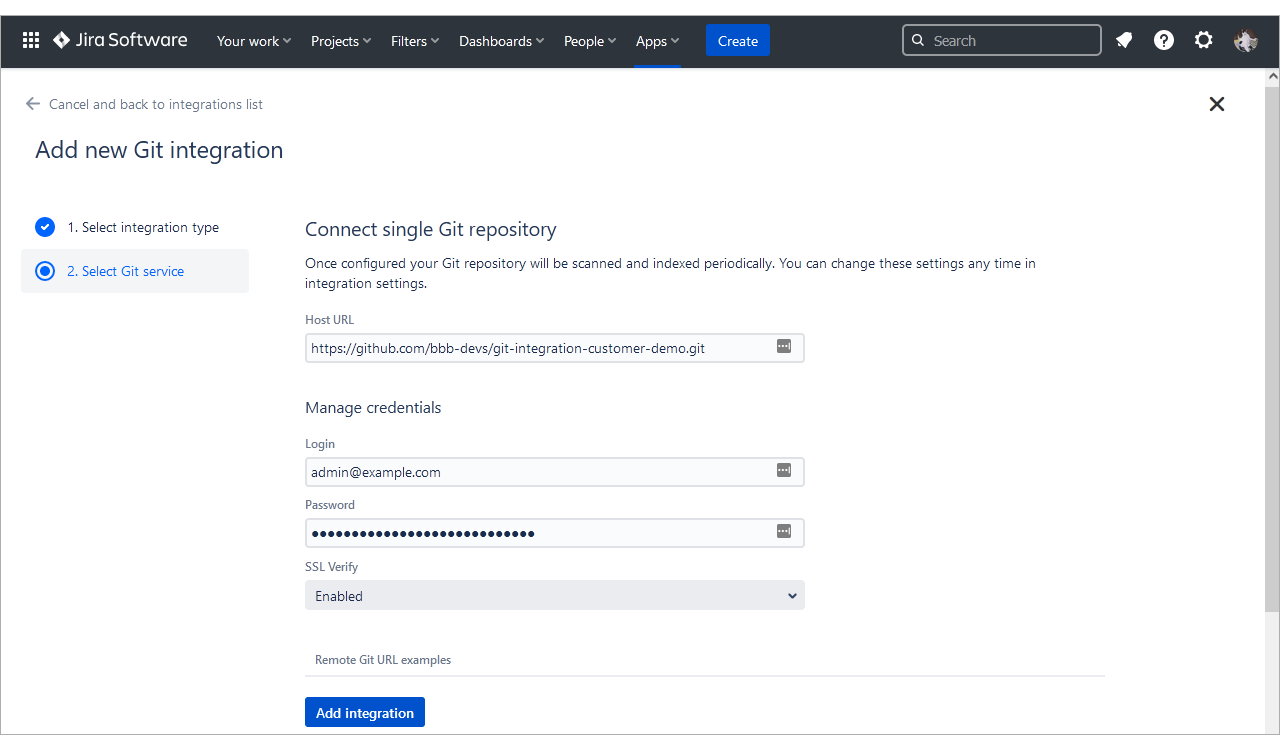 Jira Software Your work Projects Filters Dashboards People Apps Create Search
Cancel and back to integrations list
Add new Git integration
1. Select integration type
2. Select Git service
Connect single Git repository
Once configured your Git repository will be scanned and indexed periodically. You can change these settings any time in
integration settings.
Host URL
https://github.com/bbb-devs/git-integration-customer-demo.git
Manage credentials
Login
admin@example.com
Password
SSL Verify
Enabled
Remote Git URL examples
Add integration